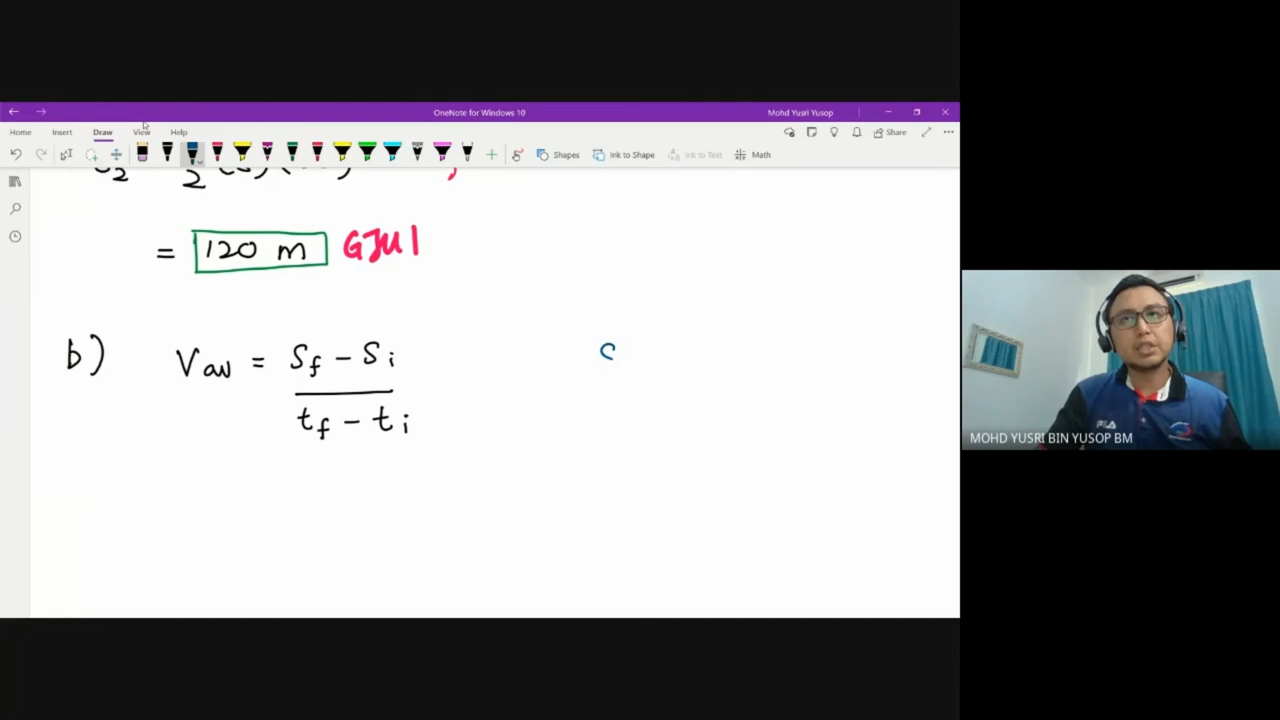 OneNote for Windows 10
Mohd Yusri Yusop
Home Insert Draw View Help
Share
Shapes Ink to Shape Ink to Text Math
= 120 m GJU1
b) Vav = Sf - Si
tf - ti
FILA
MOHD YUSRI BIN YUSOP BM